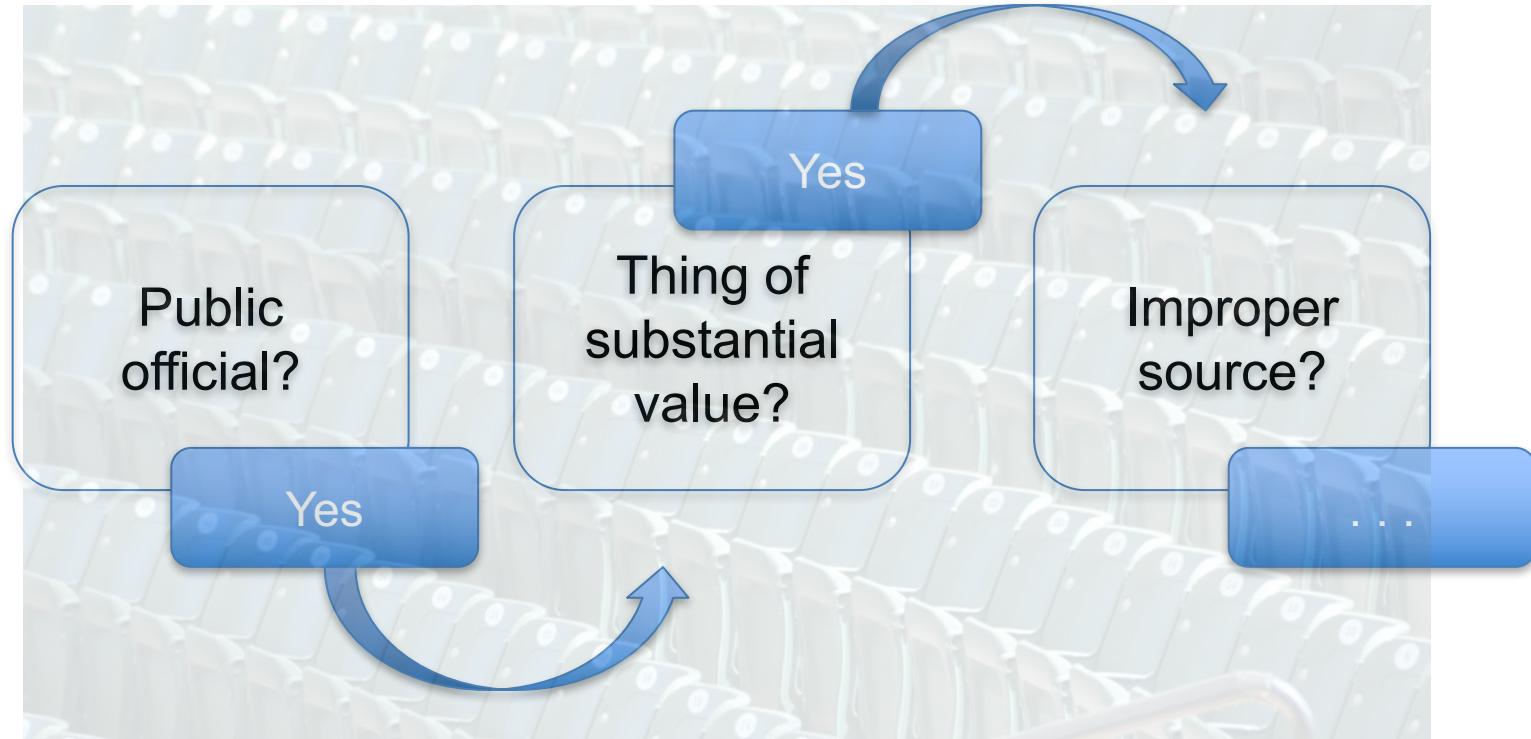 Public
official?
Yes
Thing of
substantial
value?
Yes
Improper
source?
. . .